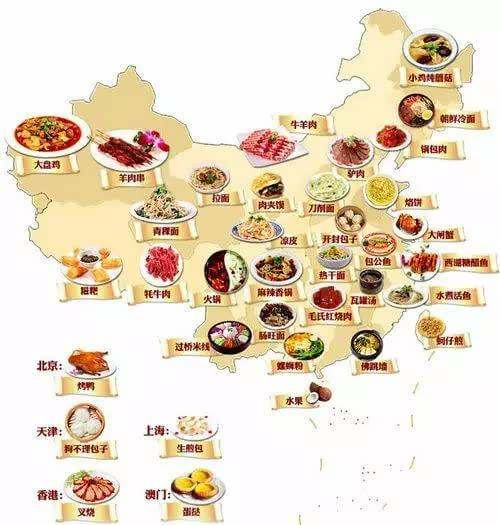 小鸡炖蘑菇
朝鲜冷面
牛羊肉
锅包肉
大盘鸡
羊肉串
驴肉
拉面
肉夹馍
刀削面
烙饼
青稞面
凉皮
开封包子
大闸蟹
糍粑
牦牛肉
火锅
麻辣香锅
热干面
包公鱼
西湖糖醋鱼
毛氏红烧肉
瓦罐汤
水煮活鱼
过桥米线
肠旺面
螺蛳粉
佛跳墙
蚵仔煎
水果
北京：
烤鸭
天津：
狗不理包子
上海：
生煎包
香港：
叉烧
澳门：
蛋挞